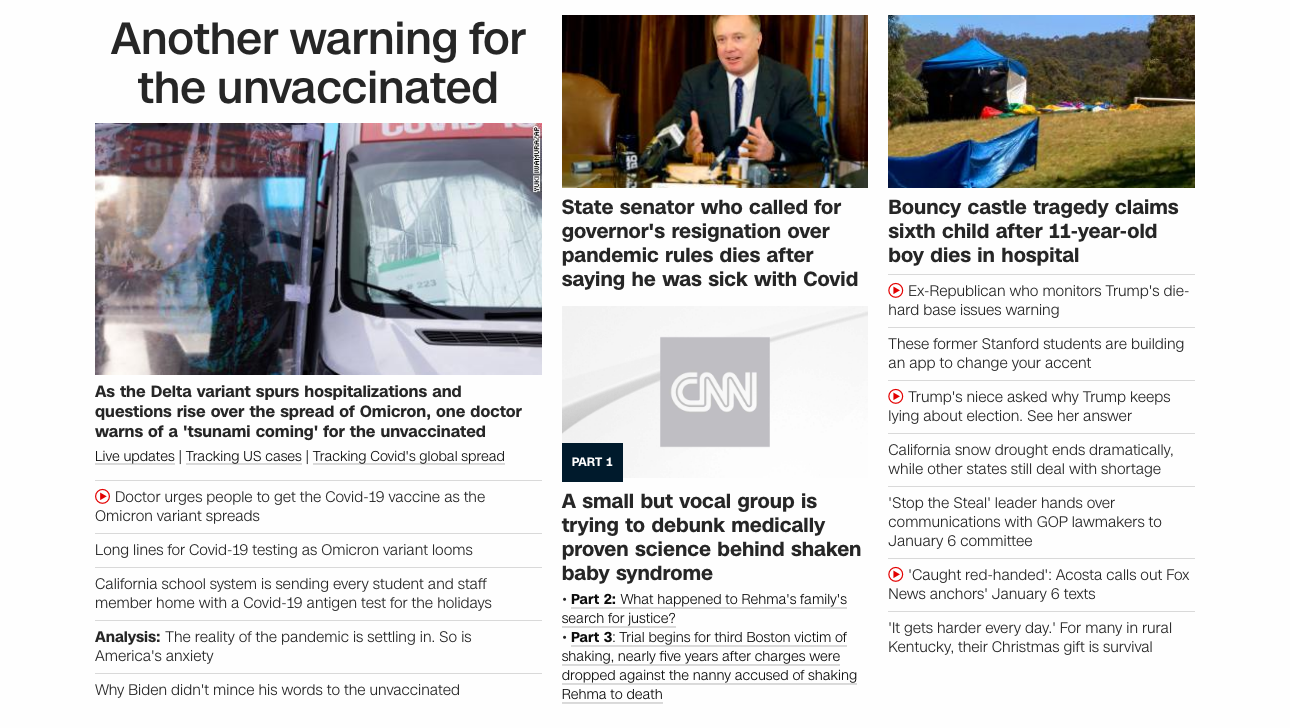 Another warning for
the unvaccinated
COVID-19
YUKI IWAMURA/AP
# 223
As the Delta variant spurs hospitalizations and
questions rise over the spread of Omicron, one doctor
warns of a 'tsunami coming' for the unvaccinated
Live updates | Tracking US cases | Tracking Covid's global spread
Doctor urges people to get the Covid-19 vaccine as the
Omicron variant spreads
Long lines for Covid-19 testing as Omicron variant looms
California school system is sending every student and staff
member home with a Covid-19 antigen test for the holidays
Analysis: The reality of the pandemic is settling in. So is
America's anxiety
Why Biden didn't mince his words to the unvaccinated
State senator who called for
governor's resignation over
pandemic rules dies after
saying he was sick with Covid
CNN
PART 1
A small but vocal group is
trying to debunk medically
proven science behind shaken
baby syndrome
• Part 2: What happened to Rehma's family's
search for justice?
• Part 3: Trial begins for third Boston victim of
shaking, nearly five years after charges were
dropped against the nanny accused of shaking
Rehma to death
Bouncy castle tragedy claims
sixth child after 11-year-old
boy dies in hospital
Ex-Republican who monitors Trump's die-
hard base issues warning
These former Stanford students are building
an app to change your accent
Trump's niece asked why Trump keeps
lying about election. See her answer
California snow drought ends dramatically,
while other states still deal with shortage
'Stop the Steal' leader hands over
communications with GOP lawmakers to
January 6 committee
'Caught red-handed': Acosta calls out Fox
News anchors' January 6 texts
'It gets harder every day.' For many in rural
Kentucky, their Christmas gift is survival